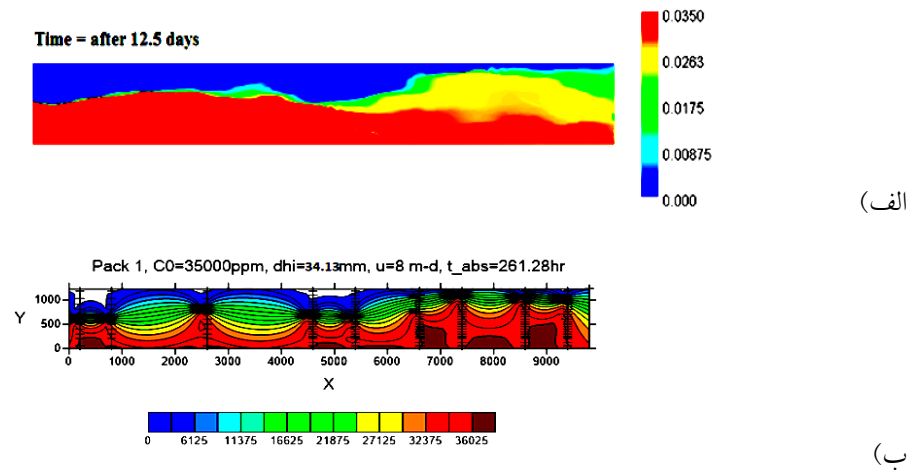 Time = after 12.5 days
0.0350
0.0263
0.0175
0.00875
0.000
الف)
Pack 1, C0=35000ppm, dhi=34.13mm, u=8 m-d, t_abs=261.28hr
1000
Y
500
0
0 1000 2000 3000 4000 5000 6000 7000 8000 9000
X
0 6125 11375 16625 21875 27125 32375 36025
ب)